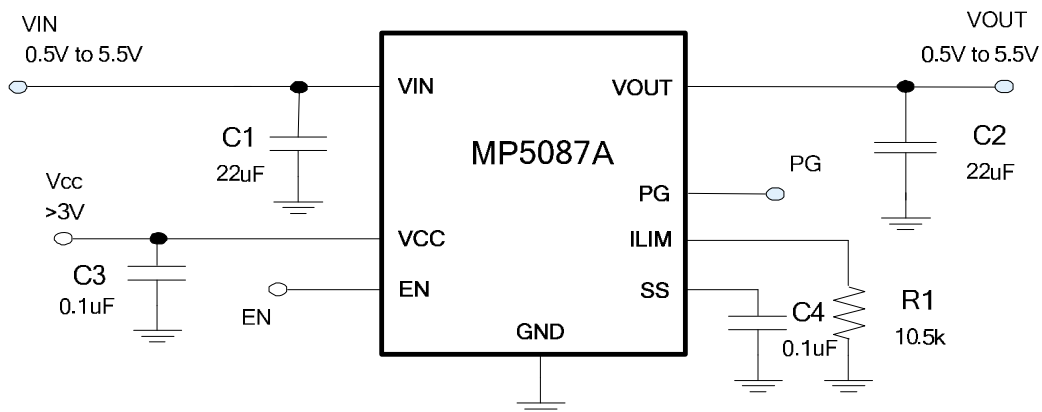 VIN
0.5V to 5.5V
VOUT
0.5V to 5.5V
VIN
VOUT
C1
22uF
MP5087A
C2
22uF
PG
PG
Vcc
>3V
VCC
ILIM
C3
0.1uF
EN
EN
SS
C4
0.1uF
R1
10.5k
GND